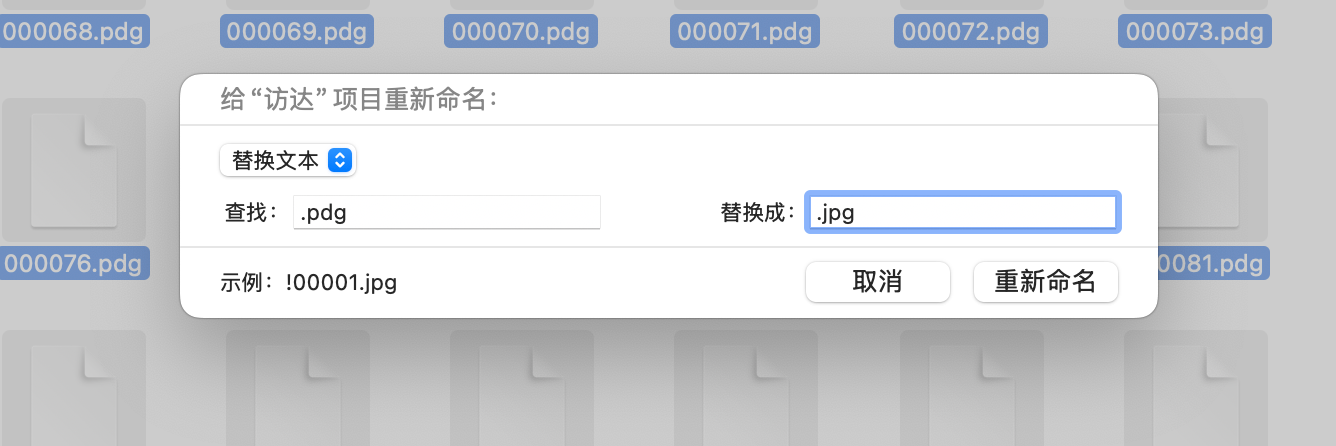 000068.pdg 000069.pdg 000070.pdg 000071.pdg 000072.pdg 000073.pdg
给“访达”项目重新命名：
替换文本
查找： .pdg 替换成： .jpg
000076.pdg 0081.pdg
示例：!00001.jpg 取消 重新命名